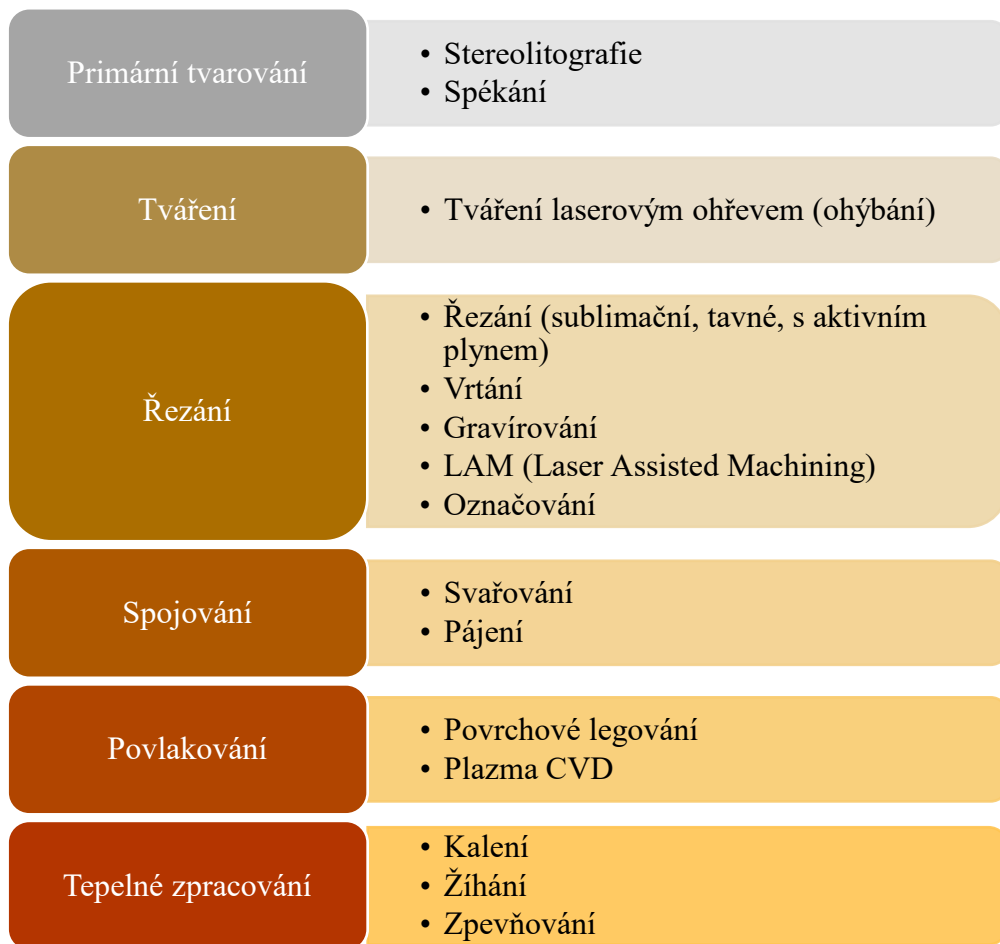 Primární tvarování
• Stereolitografie
• Spékání
Tváření
• Tváření laserovým ohřevem (ohýbání)
Řezání
• Řezání (sublimační, tavné, s aktivním
plynem)
• Vrtání
• Gravírování
• LAM (Laser Assisted Machining)
• Označování
Spojování
• Svařování
• Pájení
Povlakování
• Povrchové legování
• Plazma CVD
Tepelné zpracování
• Kalení
• Žíhání
• Zpevňování